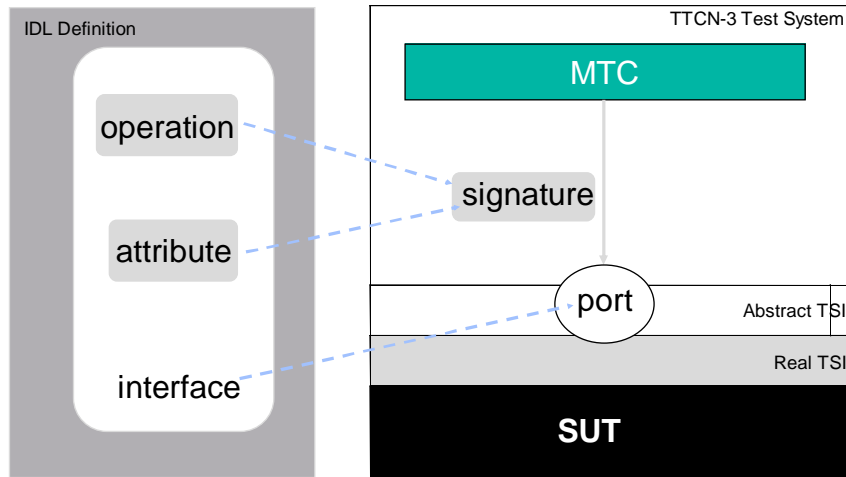 IDL Definition
operation
attribute
interface
TTCN-3 Test System
MTC
signature
port
Abstract TSI
Real TSI
SUT